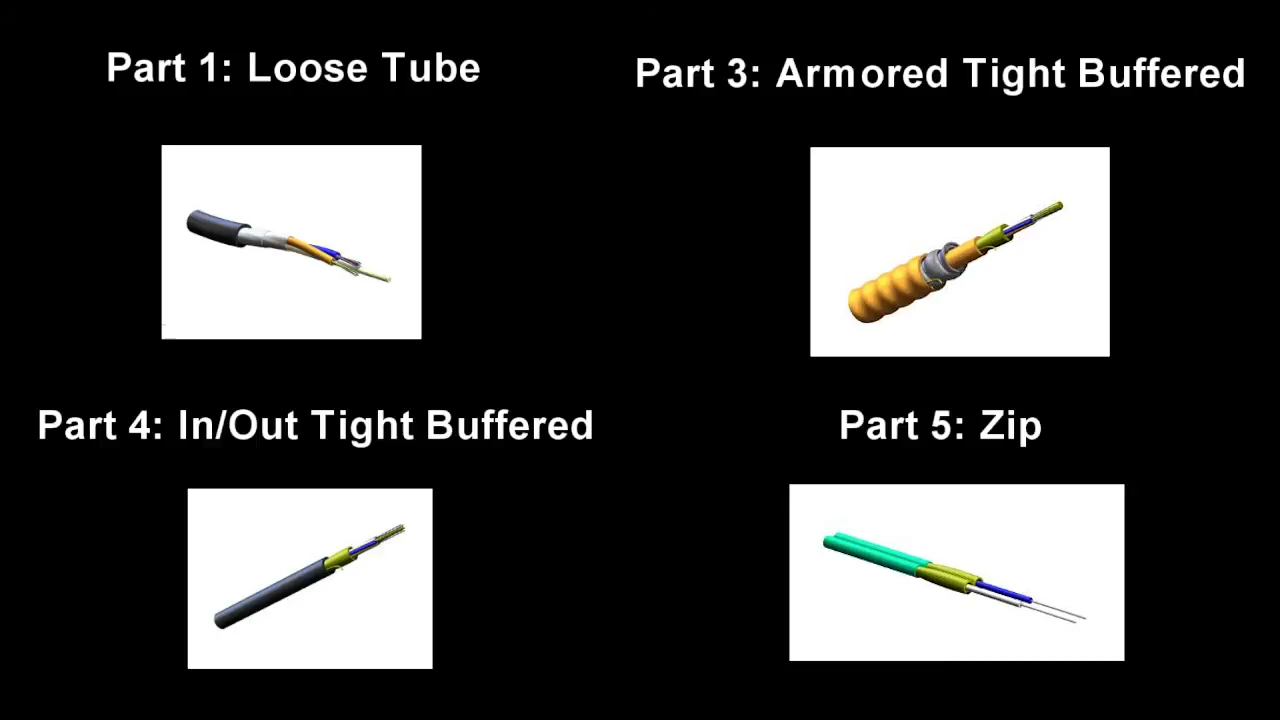 Part 1: Loose Tube
Part 3: Armored Tight Buffered
Part 4: In/Out Tight Buffered
Part 5: Zip